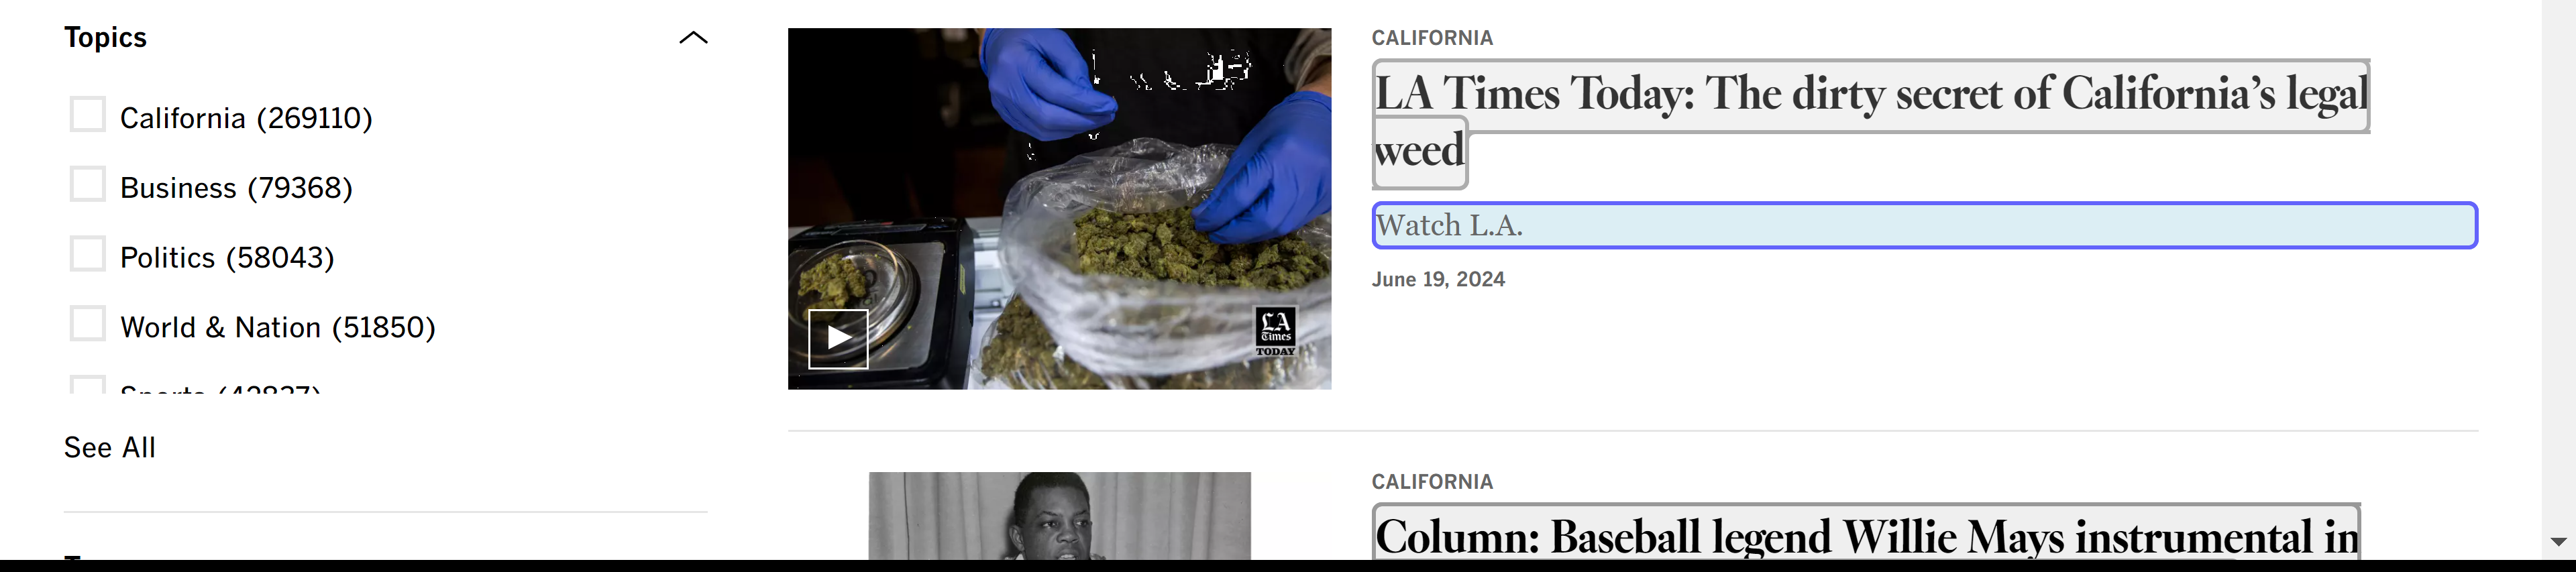 Topics
California (269110)
Business (79368)
Politics (58043)
World & Nation (51850)
Sports (42837)
See All
CALIFORNIA
LA Times Today: The dirty secret of California’s legal
weed
Watch L.A.
June 19, 2024
LA
Times
TODAY
CALIFORNIA
Column: Baseball legend Willie Mays instrumental in